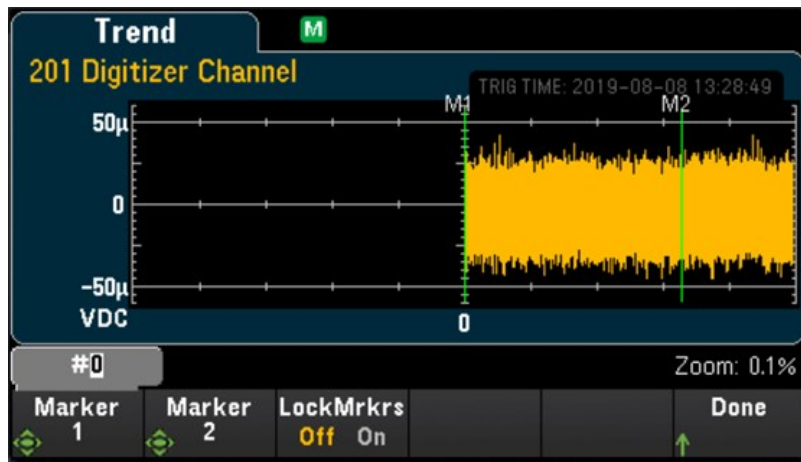 Trend M
201 Digitizer Channel
TRIG TIME: 2019-08-08 13:28:49
M1 M2
50µ
0
-50µ
VDC 0
#0 Zoom: 0.1%
Marker Marker LockMrkrs Done
1 2 Off On